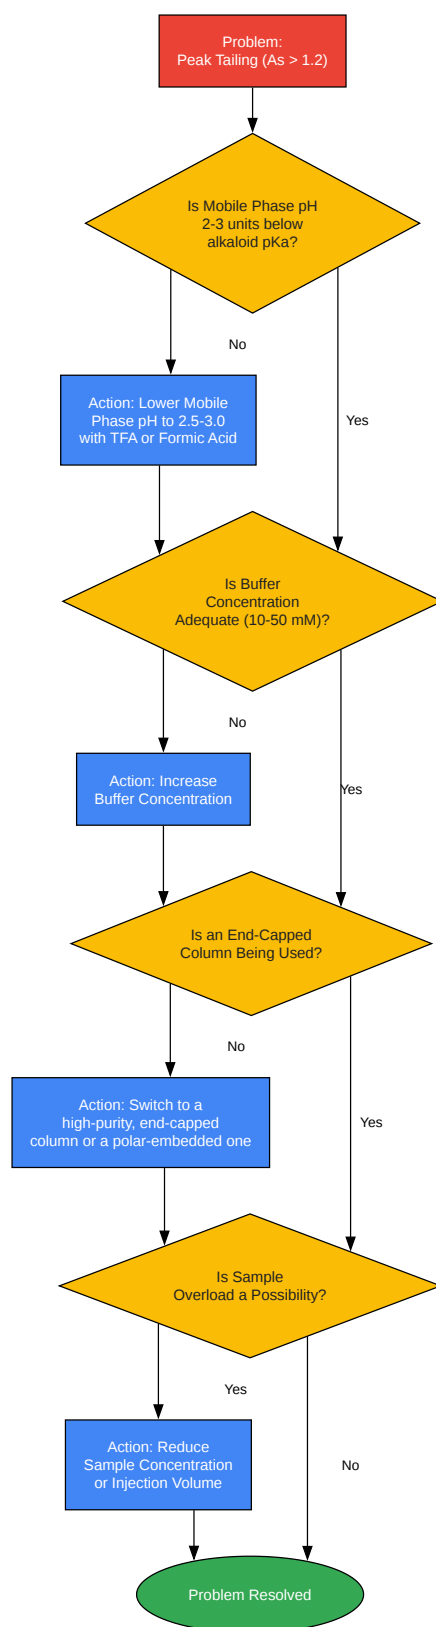 Problem:
Peak Tailing (As > 1.2)
Is Mobile Phase pH
2-3 units below
alkaloid pKa?
No
Action: Lower Mobile
Phase pH to 2.5-3.0
with TFA or Formic Acid
Yes
Is Buffer
Concentration
Adequate (10-50 mM)?
No
Action: Increase
Buffer Concentration
Yes
Is an End-Capped
Column Being Used?
No
Action: Switch to a
high-purity, end-capped
column or a polar-embedded one
Yes
Is Sample
Overload a Possibility?
Yes
Action: Reduce
Sample Concentration
or Injection Volume
No
Problem Resolved